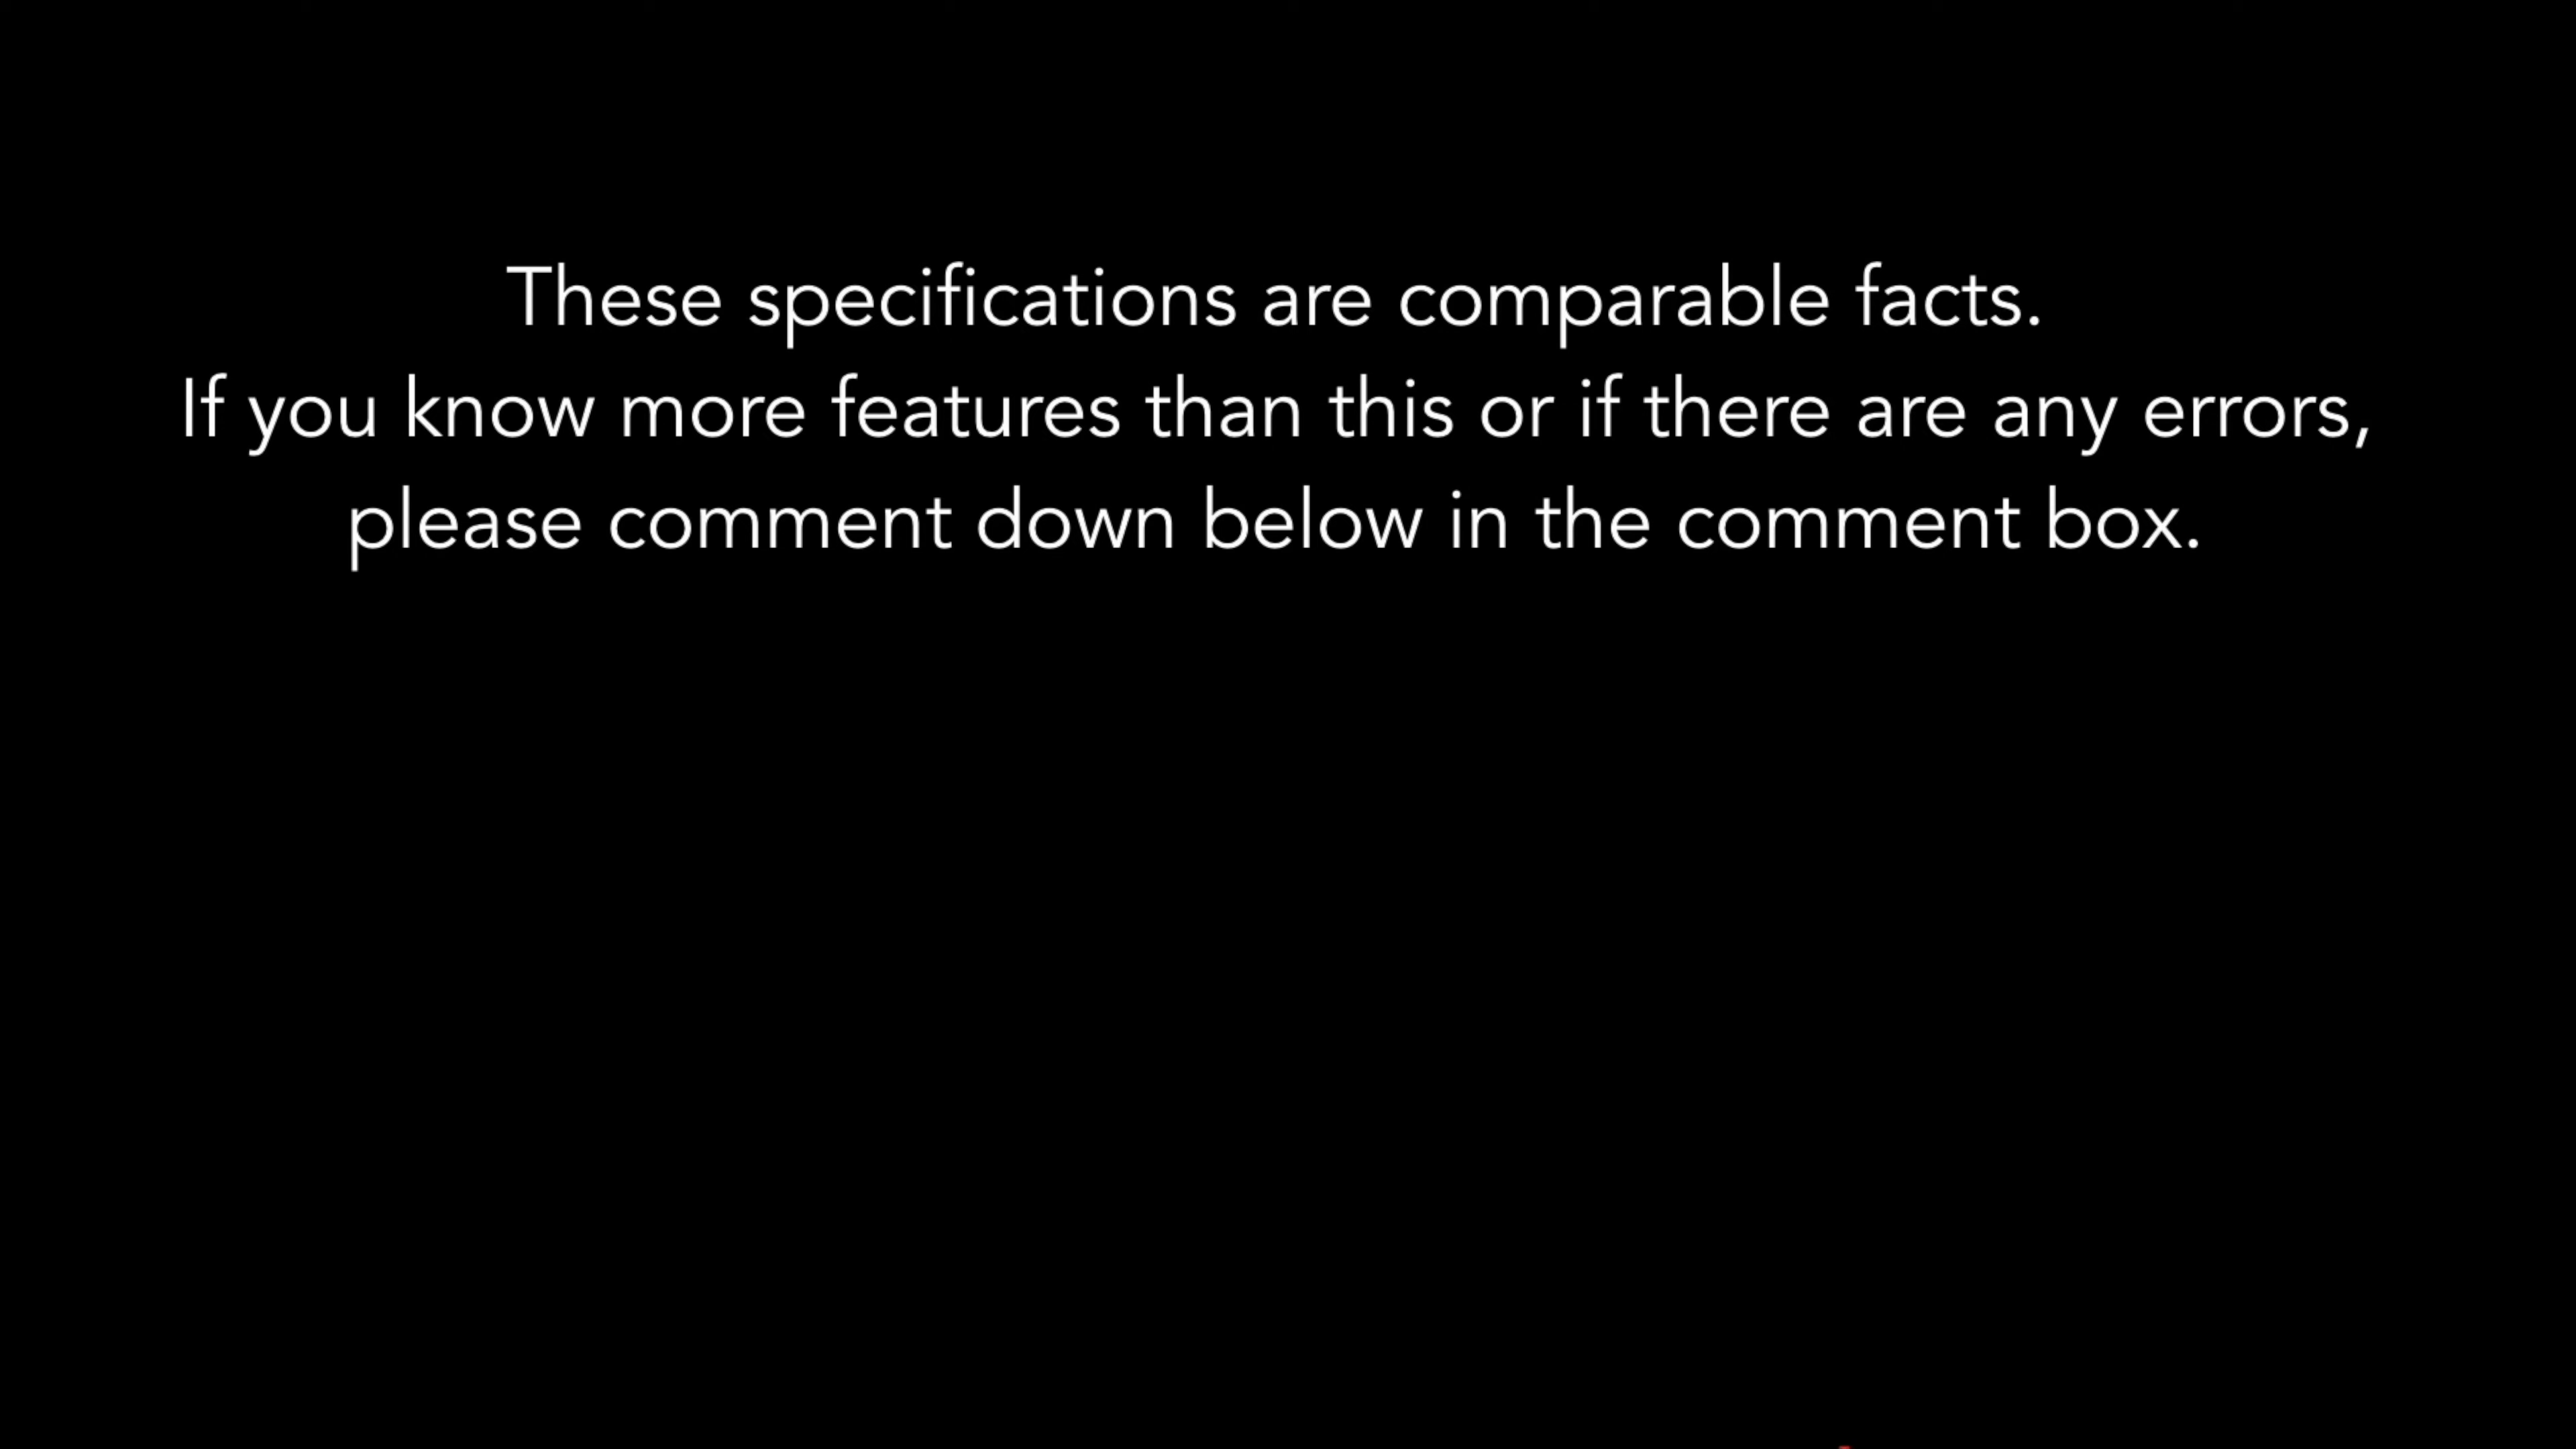 These specifications are comparable facts.
If you know more features than this or if there are any errors,
please comment down below in the comment box.